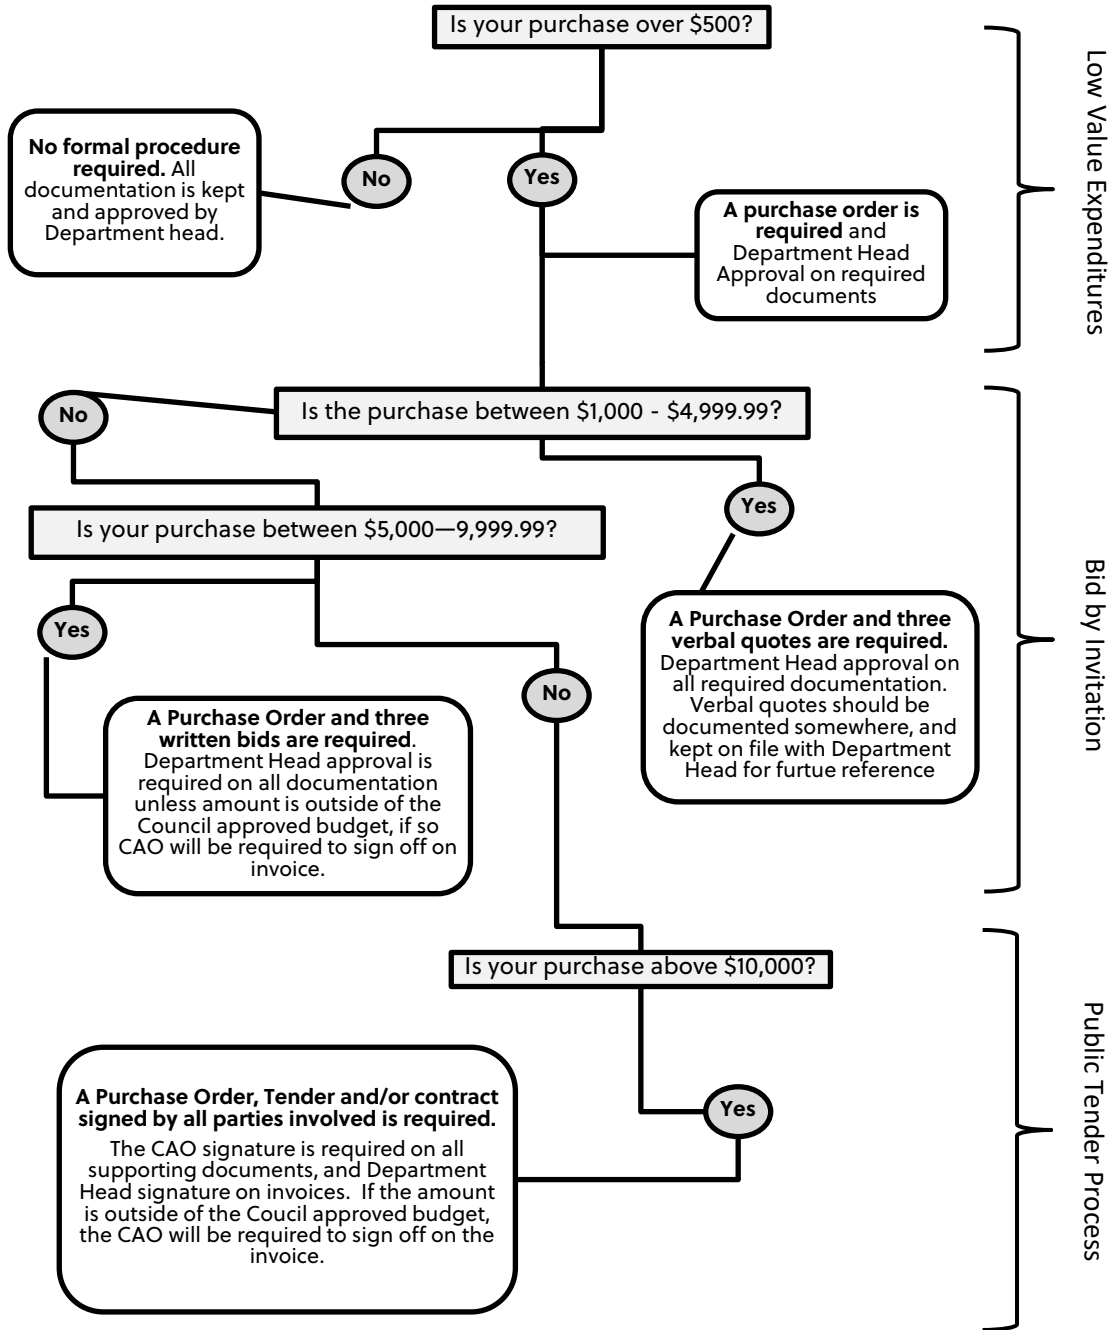 Is your purchase over $500?
Low Value Expenditures
No formal procedure
required. All
documentation is kept
and approved by
Department head.
No
Yes
A purchase order is
required and
Department Head
Approval on required
documents
No
Is the purchase between $1,000 - $4,999.99?
Yes
Is your purchase between $5,000—9,999.99?
Bid by Invitation
Yes
A Purchase Order and three
verbal quotes are required.
Department Head approval on
all required documentation.
Verbal quotes should be
documented somewhere, and
kept on file with Department
Head for furtue reference
No
A Purchase Order and three
written bids are required.
Department Head approval is
required on all documentation
unless amount is outside of the
Council approved budget, if so
CAO will be required to sign off on
invoice.
Is your purchase above $10,000?
Public Tender Process
Yes
A Purchase Order, Tender and/or contract
signed by all parties involved is required.
The CAO signature is required on all
supporting documents, and Department
Head signature on invoices.  If the amount
is outside of the Coucil approved budget,
the CAO will be required to sign off on the
invoice.